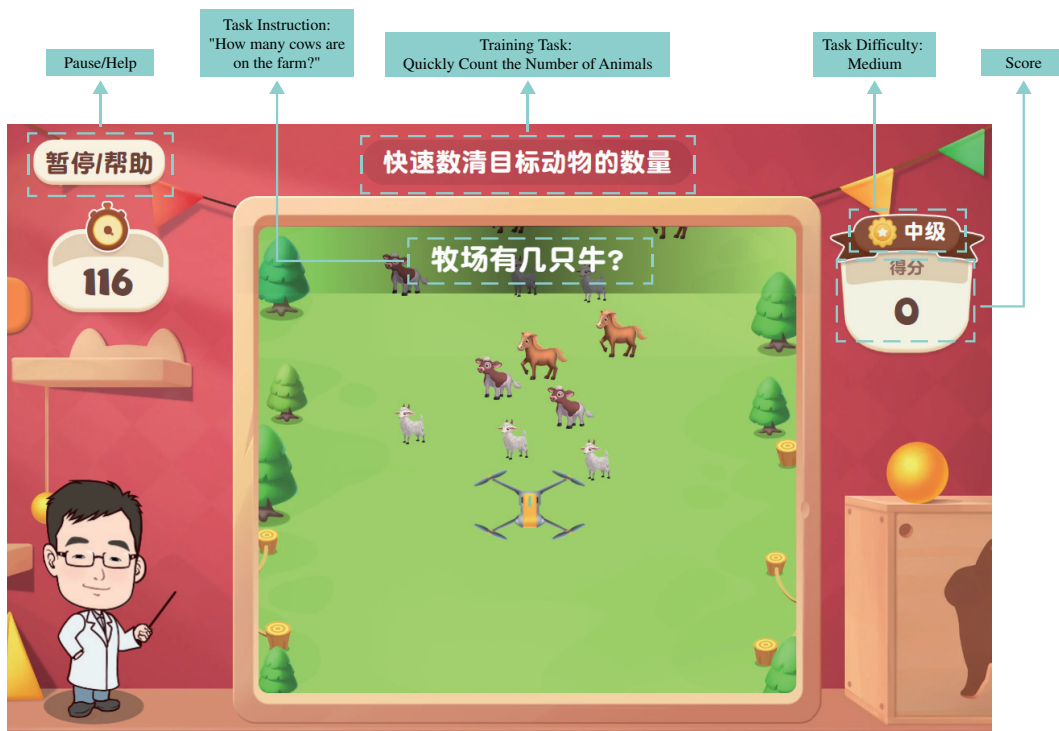 Task Instruction:
"How many cows are
on the farm?"
Training Task:
Quickly Count the Number of Animals
Task Difficulty:
Medium
Pause/Help
Score
暂停/帮助
快速数清目标动物的数量
中级
牧场有几只牛?
得分
116
0